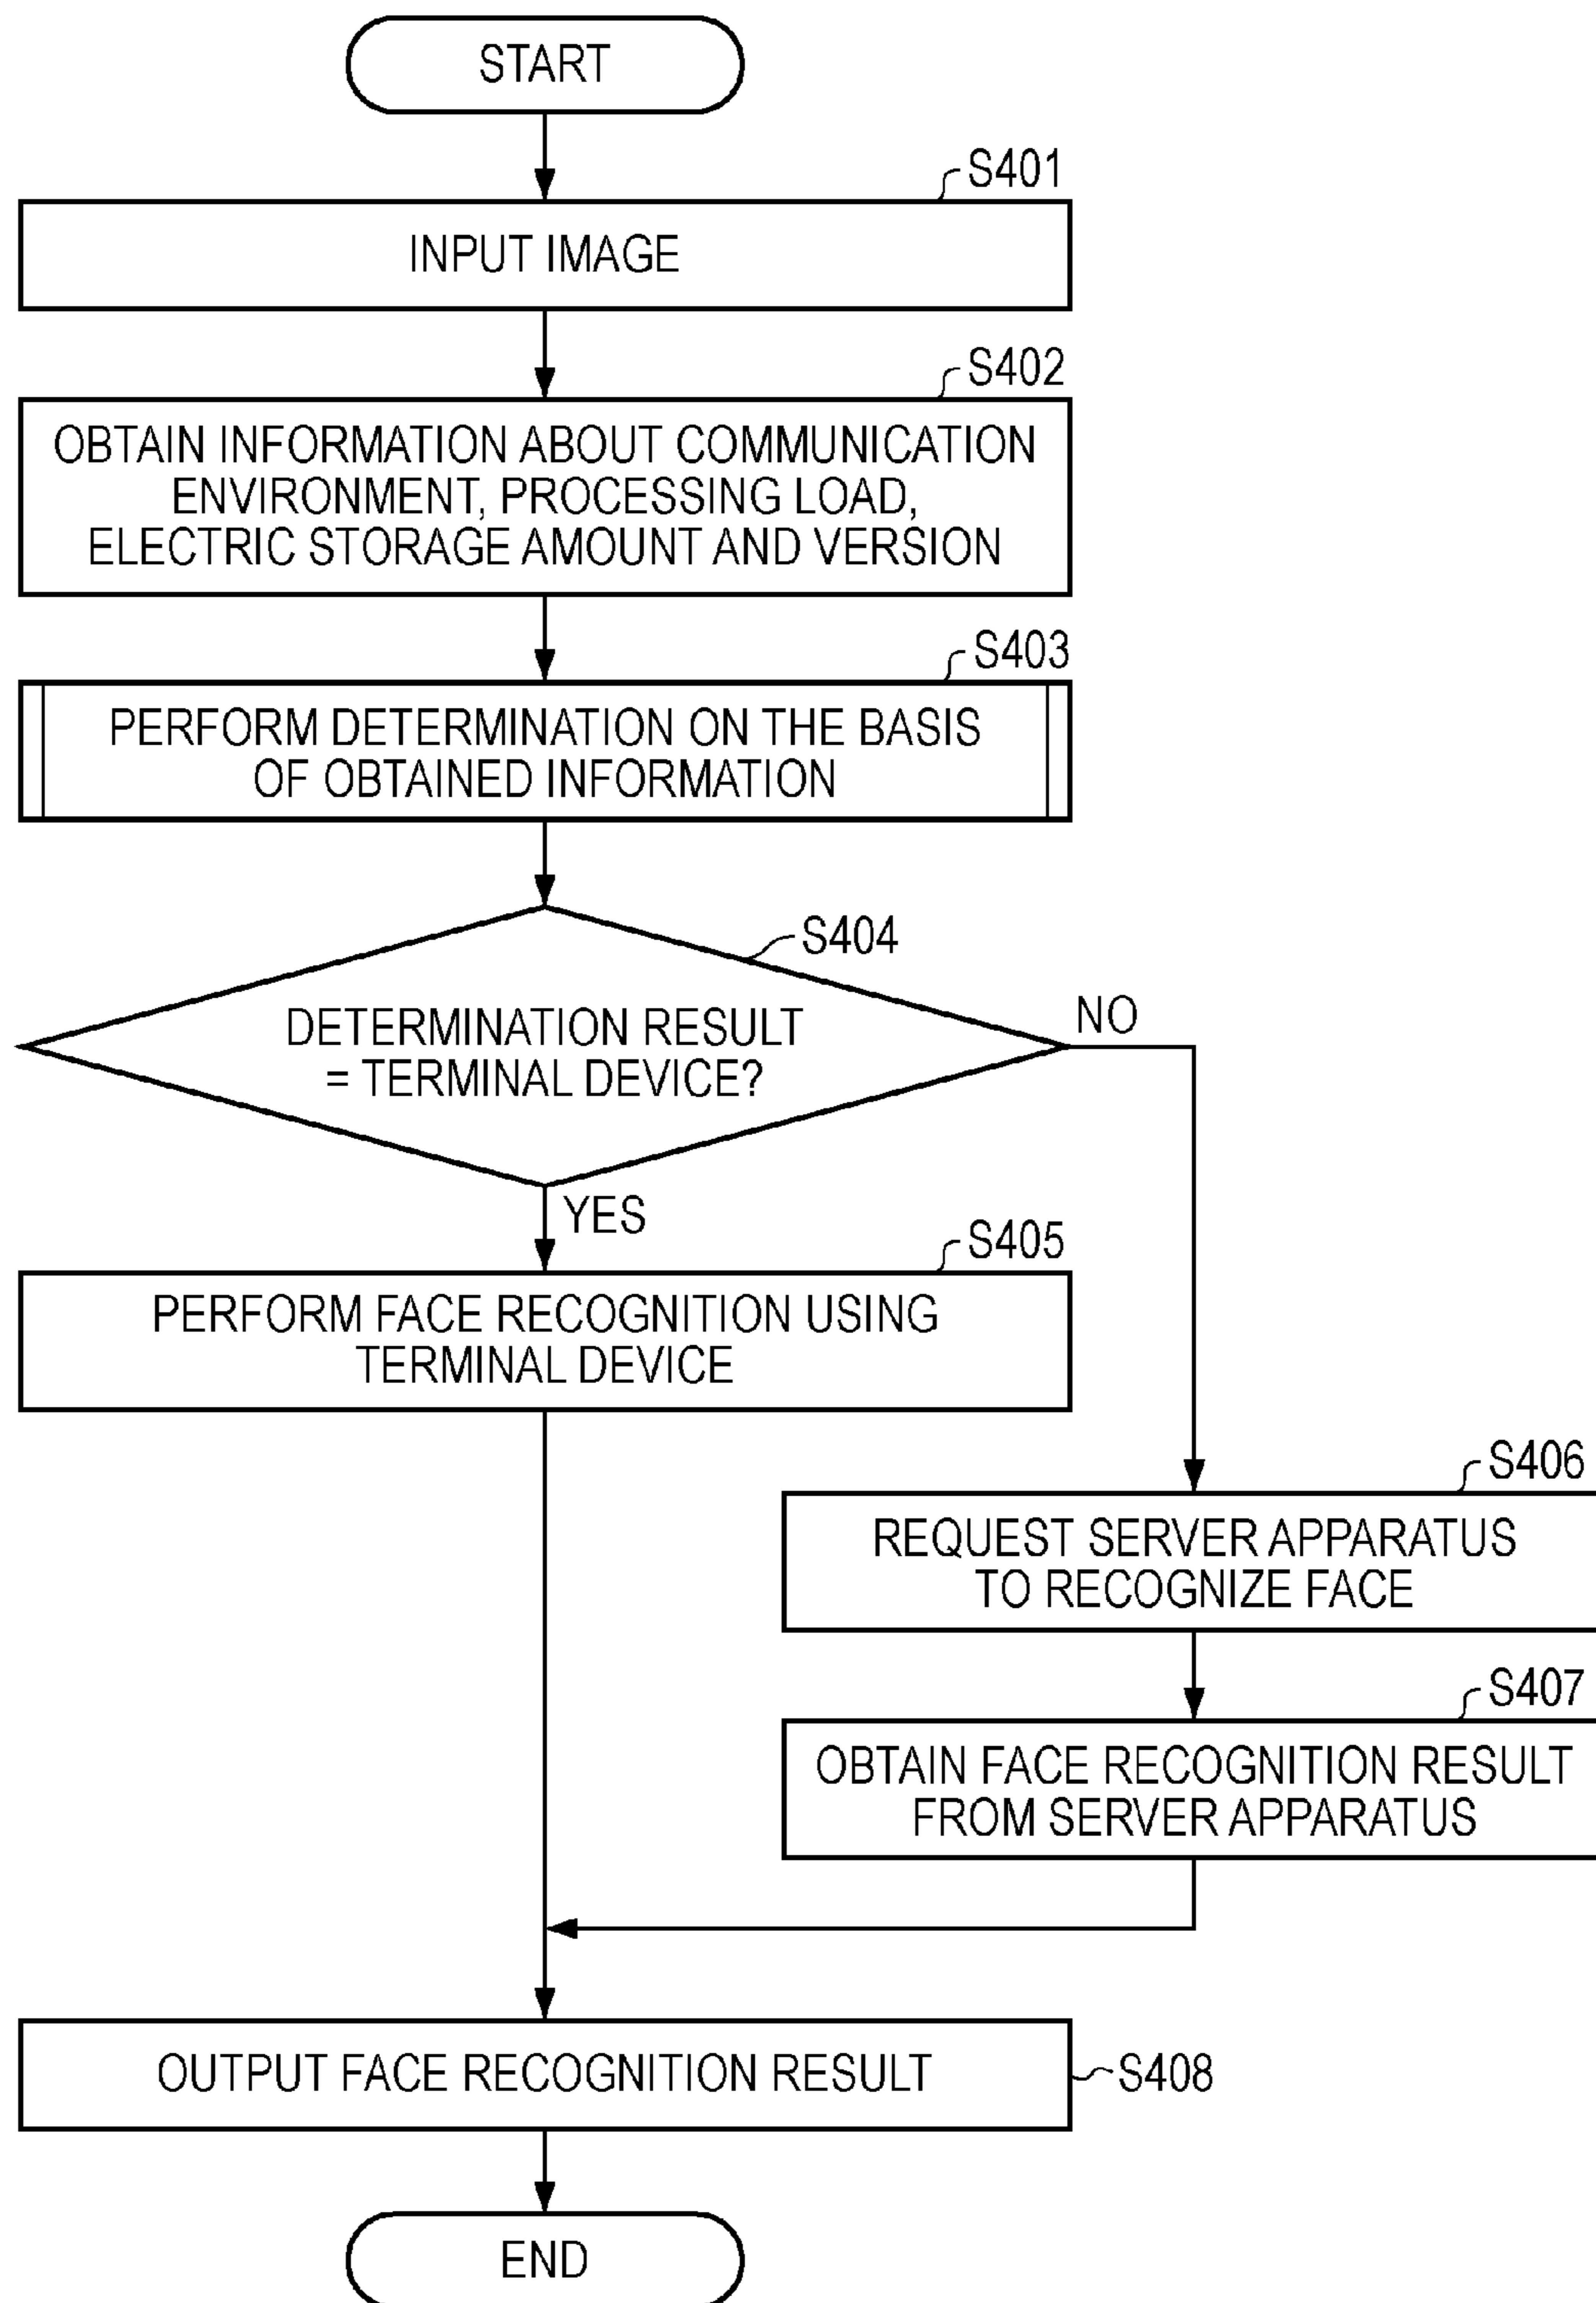 START
S401
INPUT IMAGE
S402
OBTAIN INFORMATION ABOUT COMMUNICATION
ENVIRONMENT, PROCESSING LOAD,
ELECTRIC STORAGE AMOUNT AND VERSION
S403
PERFORM DETERMINATION ON THE BASIS
OF OBTAINED INFORMATION
S404
DETERMINATION RESULT
= TERMINAL DEVICE?
NO
YES
S405
PERFORM FACE RECOGNITION USING
TERMINAL DEVICE
S406
REQUEST SERVER APPARATUS
TO RECOGNIZE FACE
S407
OBTAIN FACE RECOGNITION RESULT
FROM SERVER APPARATUS
OUTPUT FACE RECOGNITION RESULT
S408
END